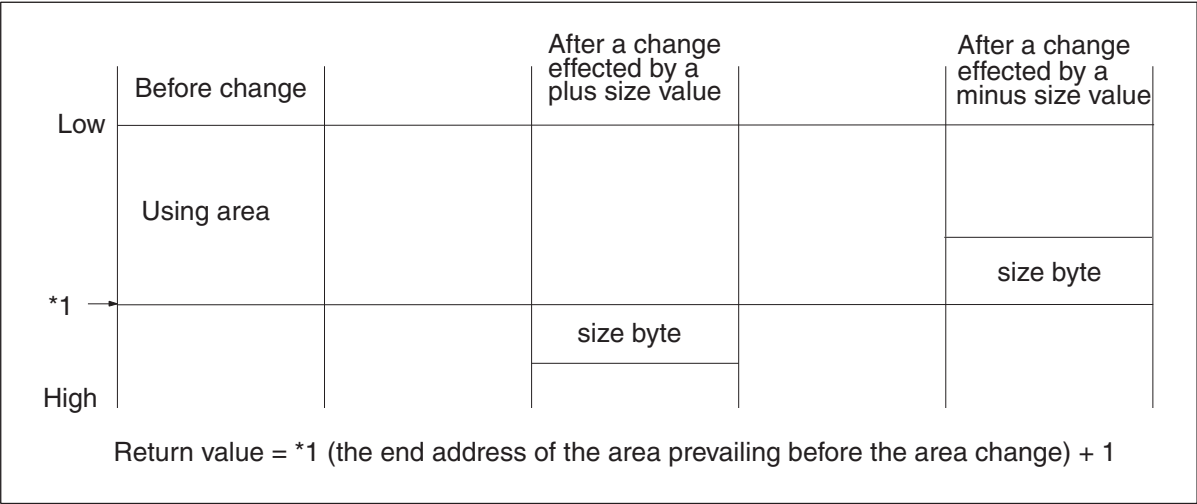 Before change
After a change
effected by a
plus size value
After a change
effected by a
minus size value
Low
Using area
size byte
*1
size byte
High
Return value = *1 (the end address of the area prevailing before the area change) + 1